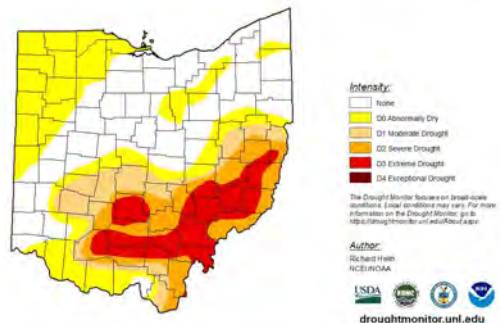 Intensity:
None
D0 Abnormally Dry
D1 Moderate Drought
D2 Severe Drought
D3 Extreme Drought
D4 Exceptional Drought
The Drought Monitor focuses on broad-scale
conditions. Local conditions may vary. For more
information on the Drought Monitor, go to
https://droughtmonitor.unl.edu/About.aspx
Author:
Richard Heim
NCEI/NOAA
USDA
NDMC
droughtmonitor.unl.edu